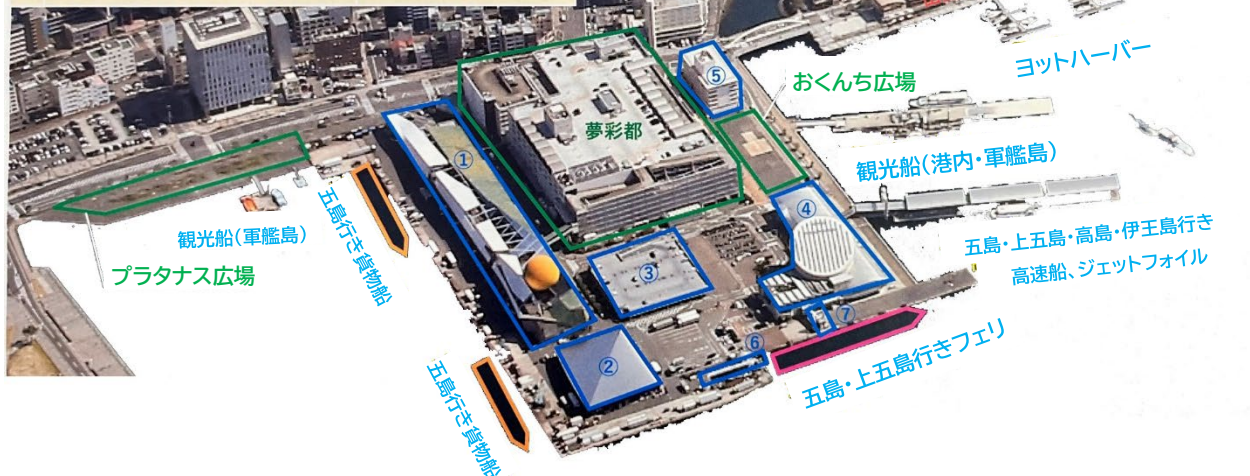 ヨットハーバー
⑤
おくんち広場
夢彩都
①
観光船(港内・軍艦島)
④
五島行き貨物船
観光船(軍艦島)
五島・上五島・高島・伊王島行き
高速船、ジェットフォイル
プラタナス広場
③
⑦
⑥
②
五島・上五島行きフェリ
五島行き貨物船